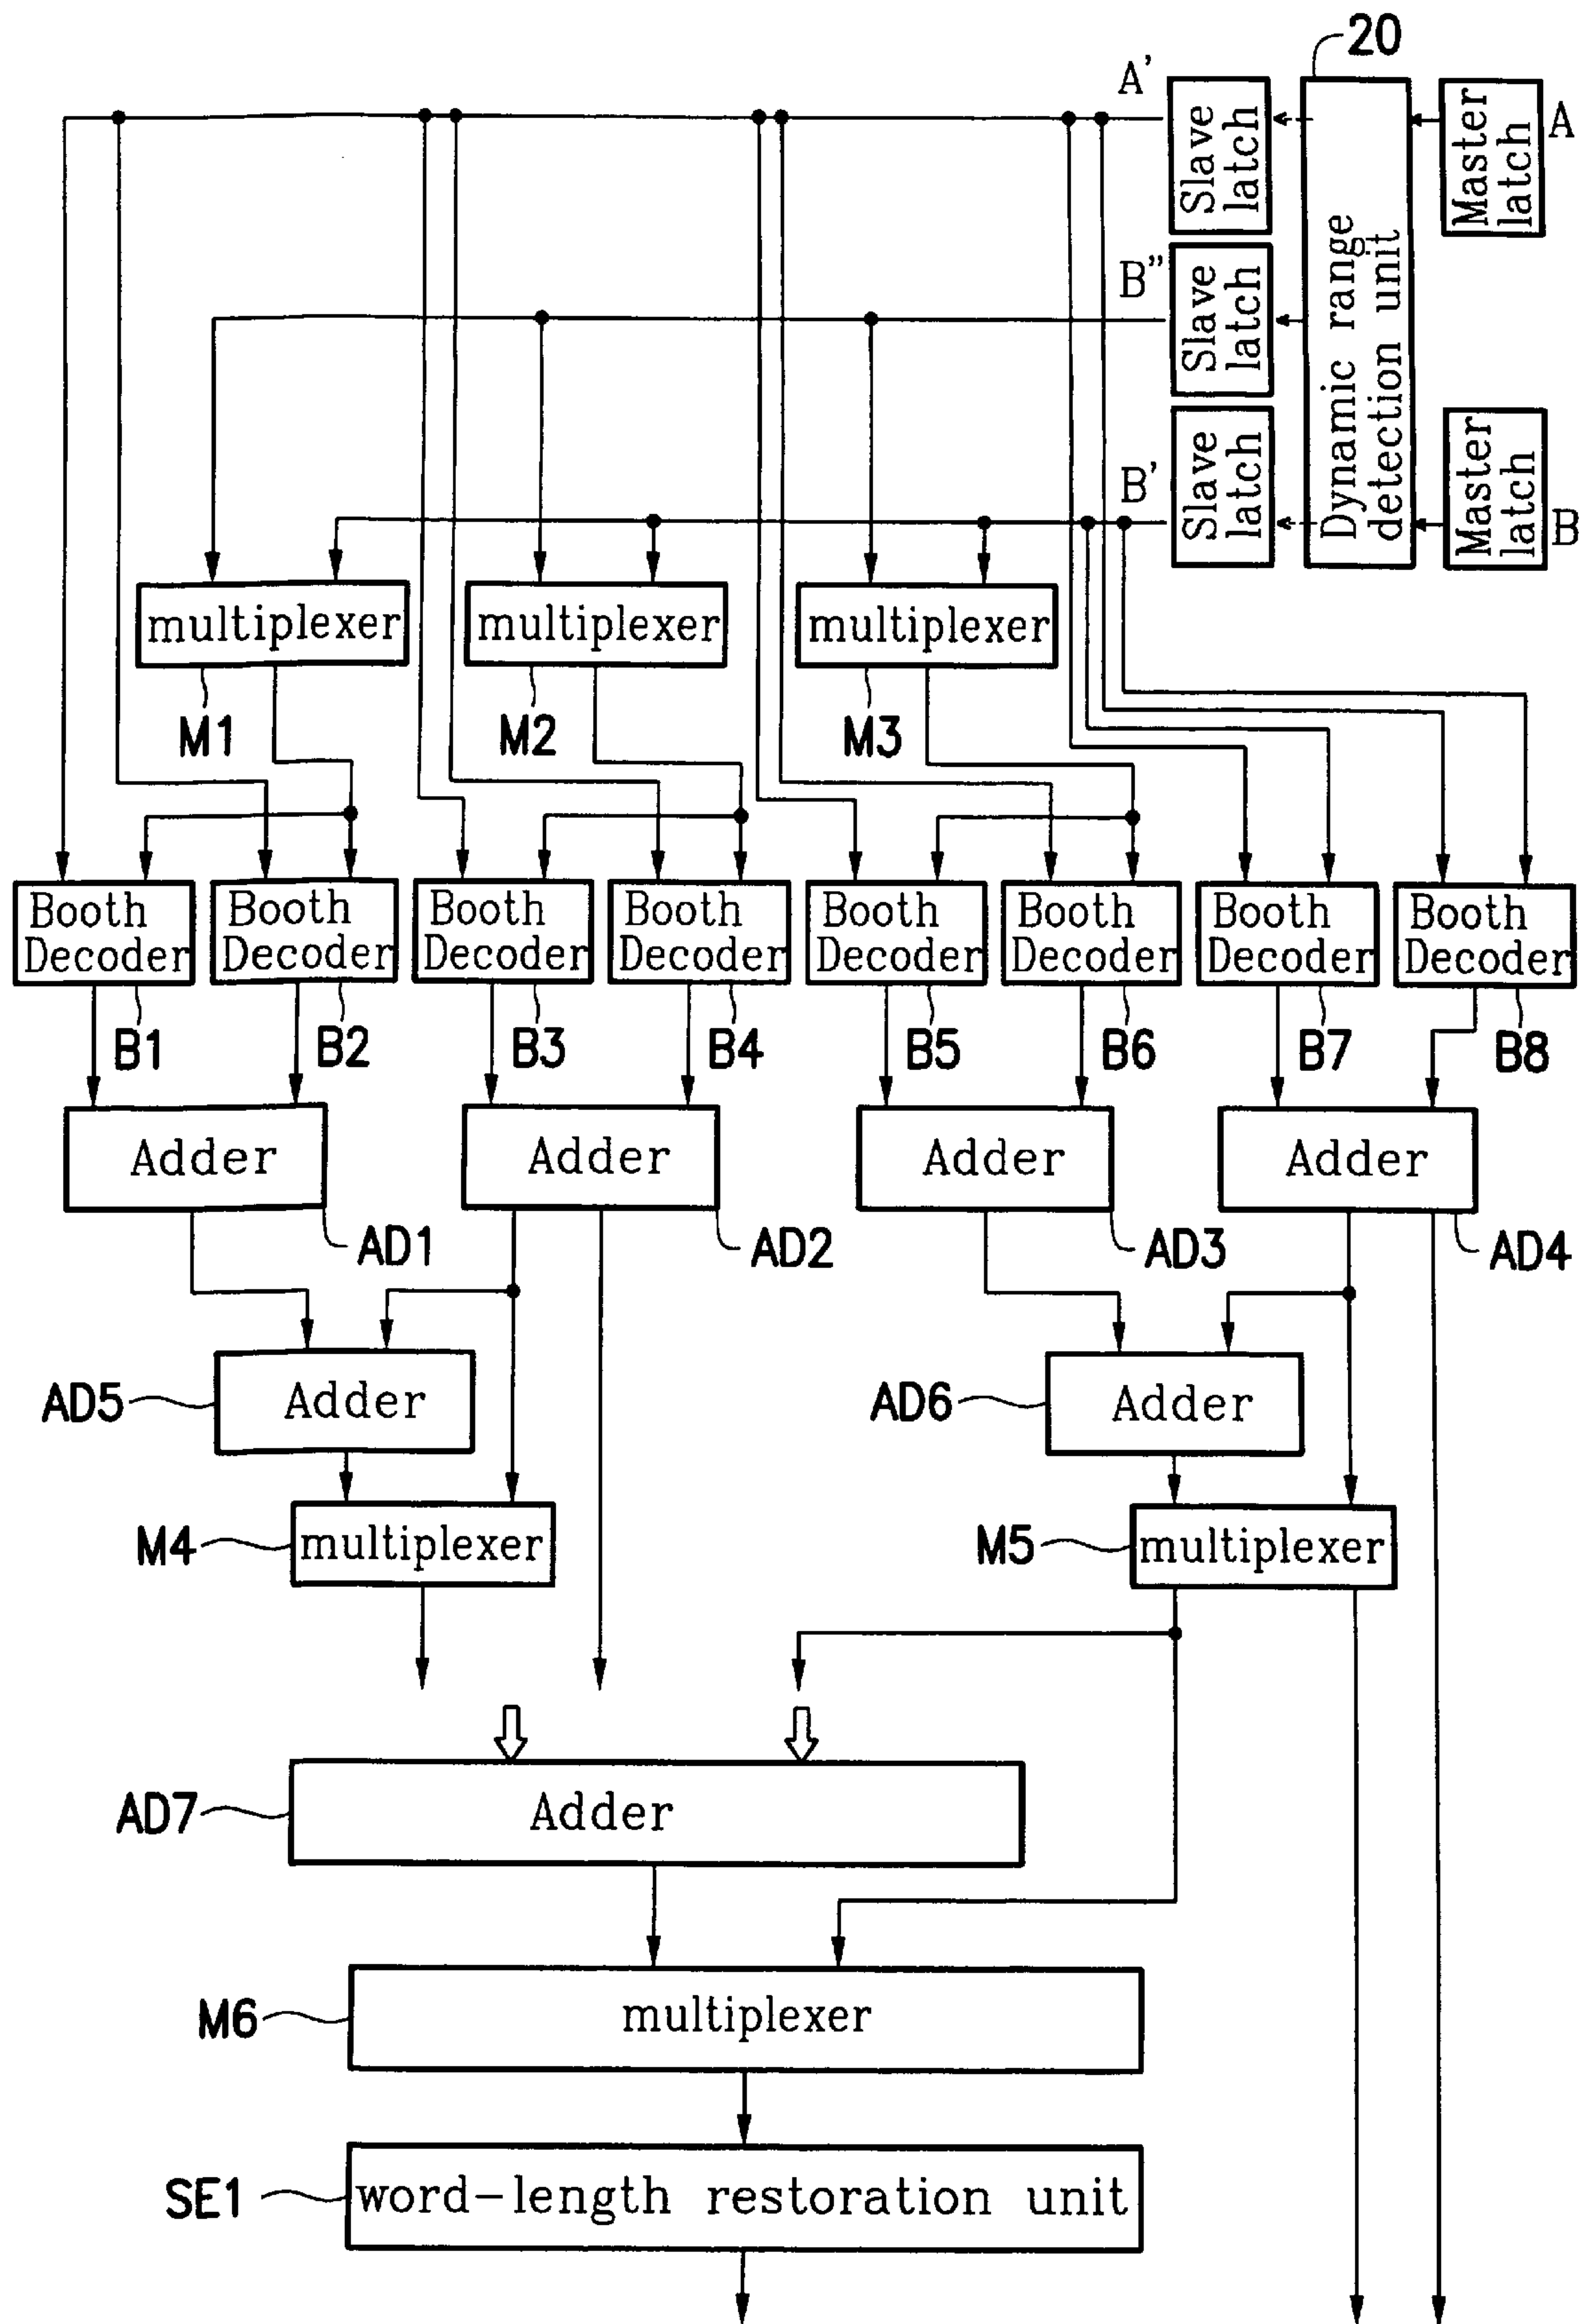 20
A'
Slave
latch
Master
latch
A
B"
Slave
latch
Dynamic range
detection unit
B'
Slave
latch
Master
latch
B
multiplexer
multiplexer
multiplexer
M1
M2
M3
Booth
Decoder
Booth
Decoder
Booth
Decoder
Booth
Decoder
Booth
Decoder
Booth
Decoder
Booth
Decoder
Booth
Decoder
B1
B2
B3
B4
B5
B6
B7
B8
Adder
Adder
Adder
Adder
AD1
AD2
AD3
AD4
AD5
Adder
AD6
Adder
M4
multiplexer
M5
multiplexer
AD7
Adder
M6
multiplexer
SE1
word-length restoration unit